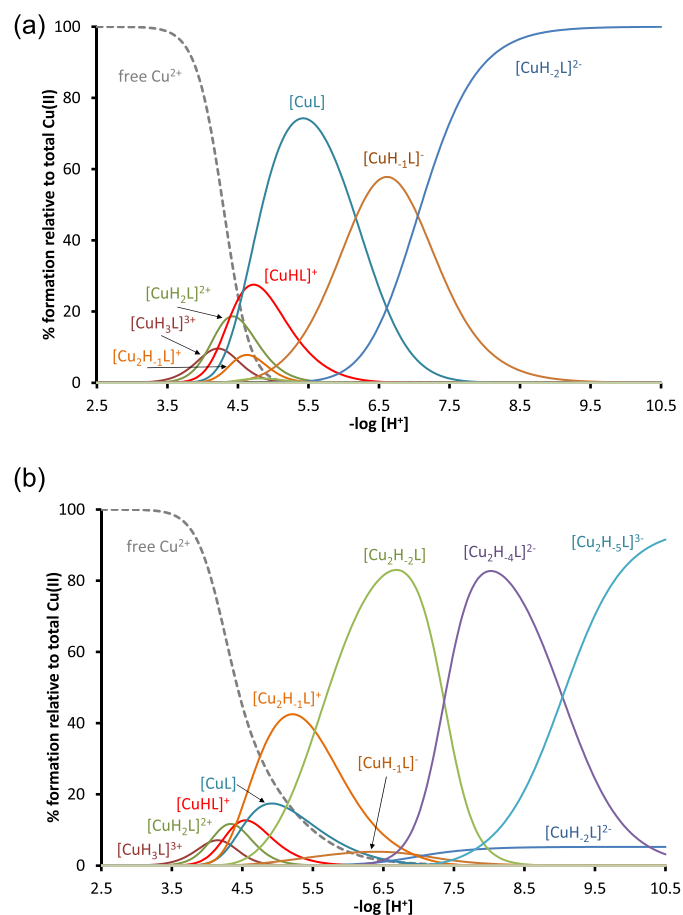 (a)
% formation relative to total Cu(II)
100
80
60
40
20
0
free Cu²⁺
[CuL]
[CuH₋₁L]⁻
[CuH₋₂L]²⁻
[CuHL]⁺
[CuH₂L]²⁺
[CuH₃L]³⁺
[Cu₂H₋₁L]⁺
2.5 3.5 4.5 5.5 6.5 7.5 8.5 9.5 10.5
-log [H⁺]
(b)
% formation relative to total Cu(II)
100
80
60
40
20
0
free Cu²⁺
[Cu₂H₋₂L]
[Cu₂H₋₄L]²⁻
[Cu₂H₋₅L]³⁻
[Cu₂H₋₁L]⁺
[CuH₋₁L]⁻
[CuL]
[CuHL]⁺
[CuH₂L]²⁺
[CuH₃L]³⁺
[CuH₋₂L]²⁻
2.5 3.5 4.5 5.5 6.5 7.5 8.5 9.5 10.5
-log [H⁺]